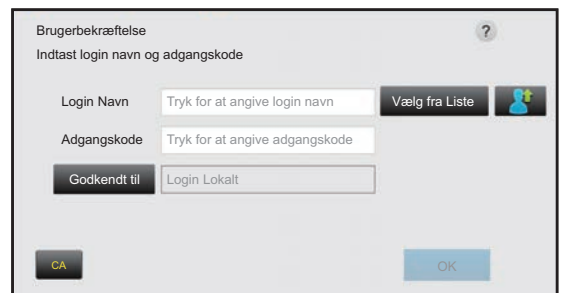 Brugerbekræftelse ?
Indtast login navn og adgangskode
Login Navn Tryk for at angive login navn Vælg fra Liste
Adgangskode Tryk for at angive adgangskode
Godkendt til Login Lokalt
CA OK